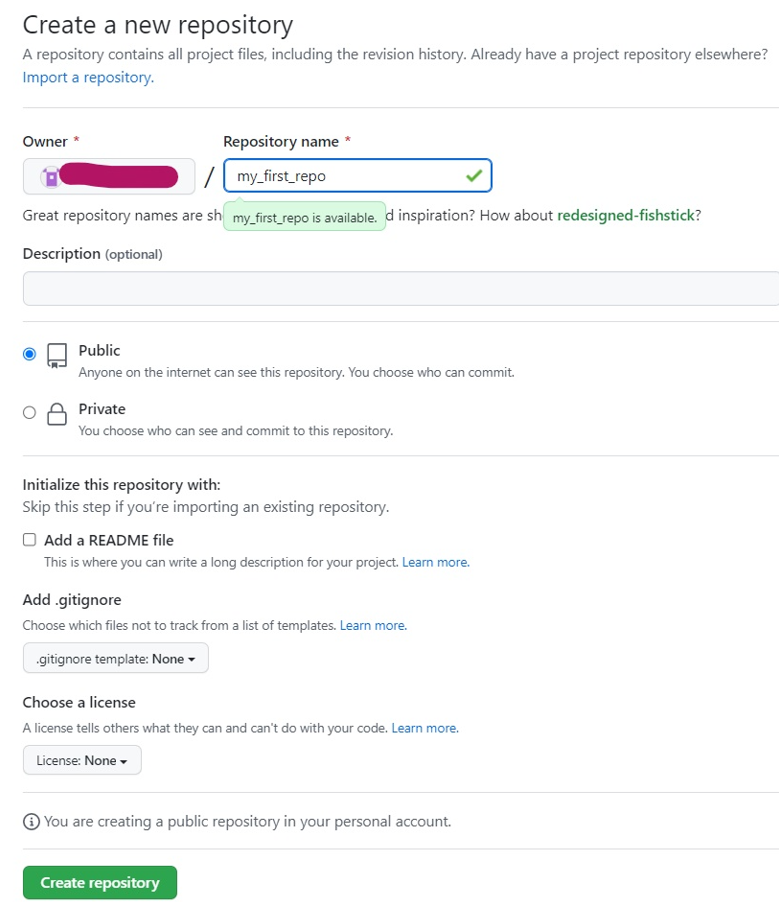 Create a new repository
A repository contains all project files, including the revision history. Already have a project repository elsewhere?
Import a repository.
Owner *
Repository name *
/
my_first_repo
Great repository names are sh
my_first_repo is available.
d inspiration? How about redesigned-fishstick?
Description (optional)
Public
Anyone on the internet can see this repository. You choose who can commit.
Private
You choose who can see and commit to this repository.
Initialize this repository with:
Skip this step if you're importing an existing repository.
Add a README file
This is where you can write a long description for your project. Learn more.
Add .gitignore
Choose which files not to track from a list of templates. Learn more.
.gitignore template: None
Choose a license
A license tells others what they can and can't do with your code. Learn more.
License: None
You are creating a public repository in your personal account.
Create repository